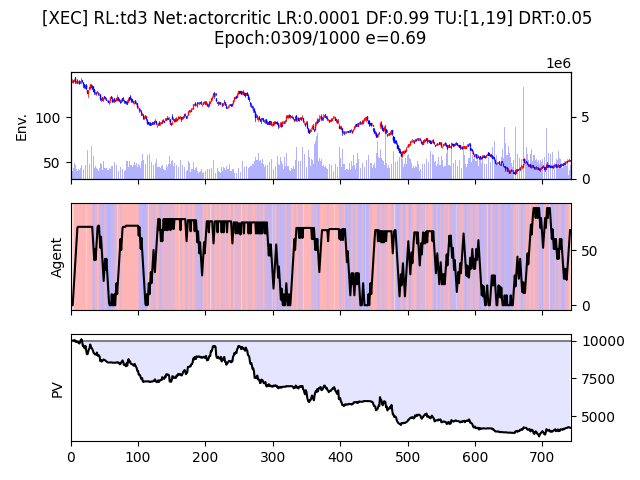 [XEC] RL:td3 Net:actorcritic LR:0.0001 DF:0.99 TU:[1,19] DRT:0.05
Epoch:0309/1000 e=0.69
1e6
Env.
100
50
5
0
Agent
50
0
PV
10000
7500
5000
0 100 200 300 400 500 600 700